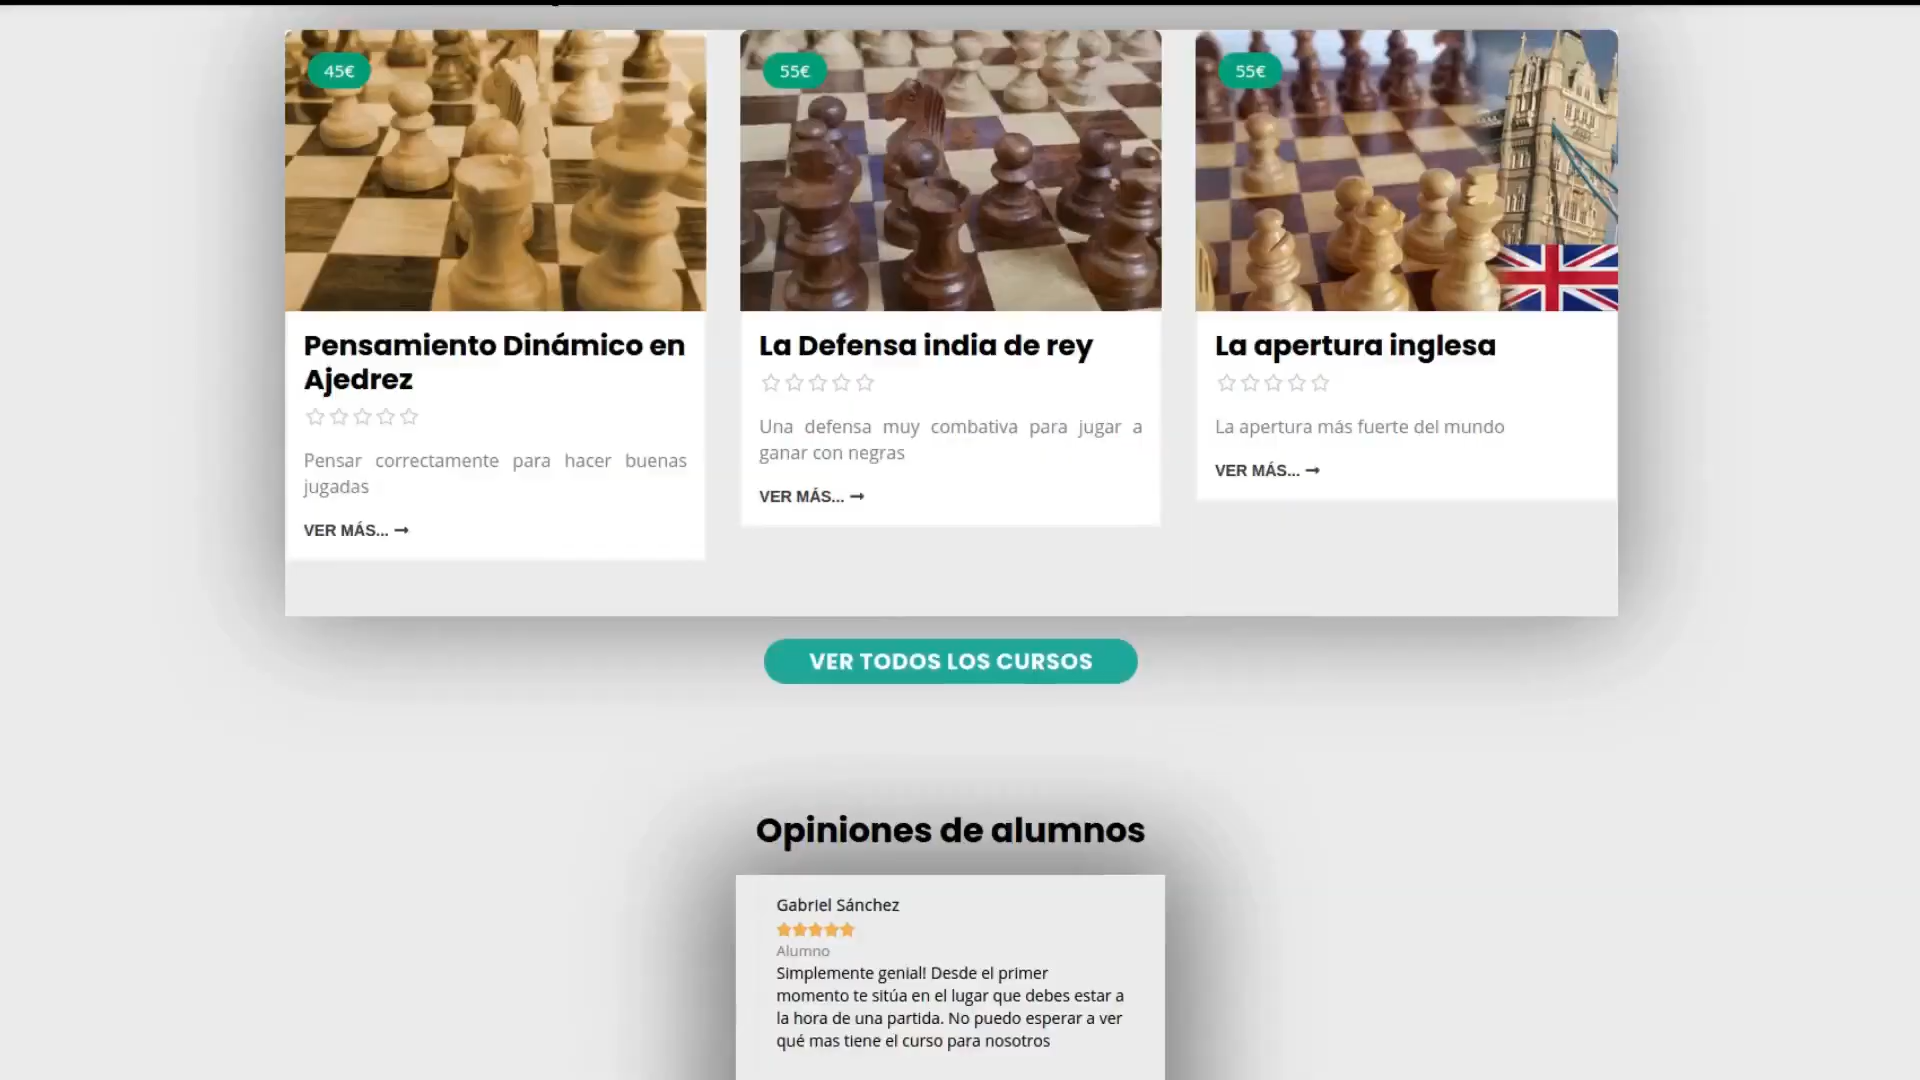 45€
Pensamiento Dinámico en
Ajedrez
Pensar correctamente para hacer buenas
jugadas
VER MÁS...
55€
La Defensa india de rey
Una defensa muy combativa para jugar a
ganar con negras
VER MÁS...
55€
La apertura inglesa
La apertura más fuerte del mundo
VER MÁS...
VER TODOS LOS CURSOS
Opiniones de alumnos
Gabriel Sánchez
Alumno
Simplemente genial! Desde el primer
momento te sitúa en el lugar que debes estar a
la hora de una partida. No puedo esperar a ver
qué mas tiene el curso para nosotros